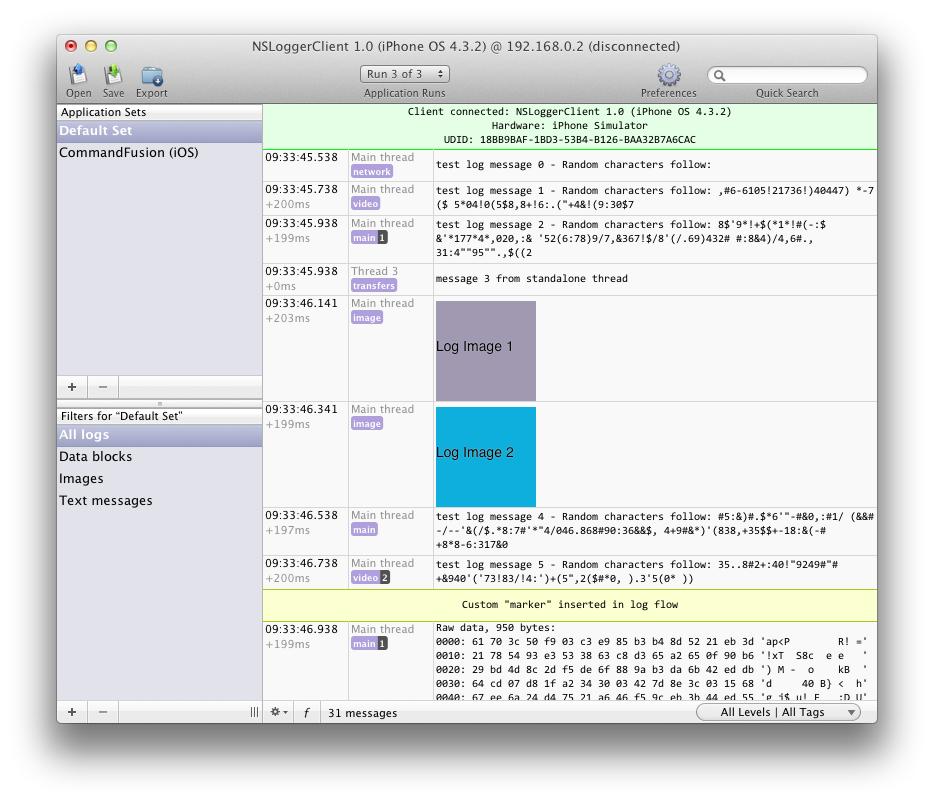 NSLoggerClient 1.0 (iPhone OS 4.3.2) @ 192.168.0.2 (disconnected)
Open Save Export
Run 3 of 3
Application Runs
Preferences
Quick Search
Application Sets
Default Set
CommandFusion (iOS)
Filters for “Default Set”
All logs
Data blocks
Images
Text messages
Client connected: NSLoggerClient 1.0 (iPhone OS 4.3.2)
Hardware: iPhone Simulator
UDID: 18BB9BAF-1BD3-53B4-B126-BAA32B7A6CAC
09:33:45.538 Main thread
network
test log message 0 - Random characters follow:
09:33:45.738 Main thread
+200ms video
test log message 1 - Random characters follow: ,#6-6105!21736!)40447) *-7
($ 5*04!0(5$8,8+!6:.("+4&!(9:30$7
09:33:45.938 Main thread
+199ms main 1
test log message 2 - Random characters follow: 8$'9*!+$(*1*!#(-:$
&'*177*4*,020,:& '52(6:78)9/7,&367!$/8'(/.69)432# #:8&4)/4,6#.,
31:4""95"".,$((2
09:33:45.938 Thread 3
+0ms transfers
message 3 from standalone thread
09:33:46.141 Main thread
+203ms image
Log Image 1
09:33:46.341 Main thread
+199ms image
Log Image 2
09:33:46.538 Main thread
+197ms main
test log message 4 - Random characters follow: #5:&)#.$*6'"-#&0,:#1/ (&&#
-/--'&(/$.*8:7#'*"4/046.868#90:36&&$, 4+9#&*)'(838,+35$$+-18:&(-#
+8*8-6:317&0
09:33:46.738 Main thread
+200ms video 2
test log message 5 - Random characters follow: 35..8#2+:40!"9249#"#
+&940'('73!83/!4:')+(5",2($#*0, ).3'5(0* ))
Custom "marker" inserted in log flow
09:33:46.938 Main thread
+199ms main 1
Raw data, 950 bytes:
0000: 61 70 3c 50 f9 03 c3 e9 85 b3 b4 8d 52 21 eb 3d 'ap<P R! ='
0010: 21 78 54 93 e3 53 38 63 c8 d3 65 a2 65 0f 90 b6 '!xT S8c e e '
0020: 29 bd 4d 8c 2d f5 de 6f 88 9a b3 da 6b 42 ed db ') M - o kB '
0030: 64 cd 07 d8 1f a2 34 30 03 42 7d 8e 3c 03 15 68 'd 40 B} < h'
0040: 67 ee 6a 24 d4 75 21 a6 46 f5 9c eb 3b 44 ed 55 'g j$ u! F ;D U'
f 31 messages
All Levels | All Tags